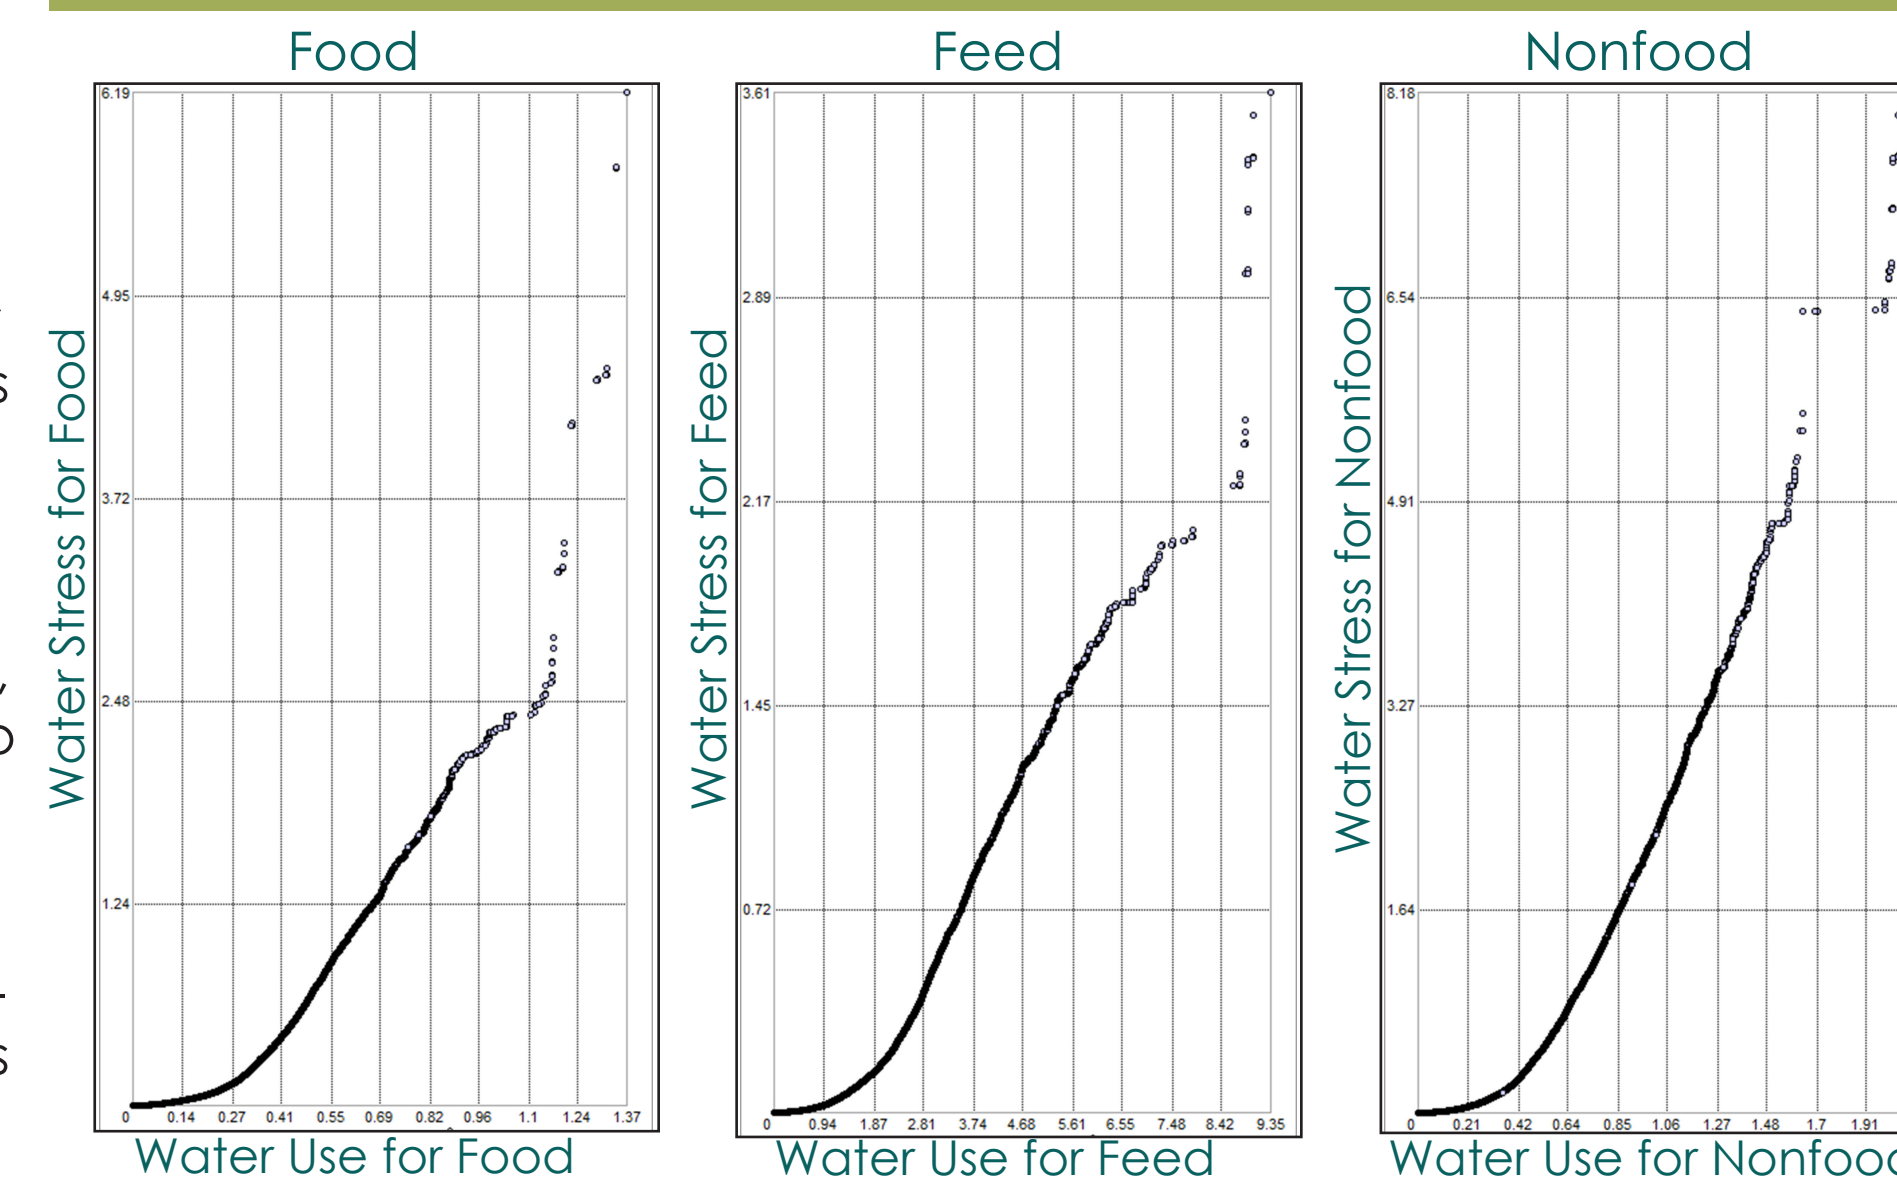 Food
Feed
Nonfood
6.19
4.95
3.72
2.48
1.24
0 0.14 0.27 0.41 0.55 0.69 0.82 0.96 1.1 1.24 1.37
Water Stress for Food
Water Use for Food
3.61
2.89
2.17
1.45
0.72
0 0.94 1.87 2.81 3.74 4.68 5.61 6.55 7.48 8.42 9.35
Water Stress for Feed
Water Use for Feed
8.18
6.54
4.91
3.27
1.64
0 0.21 0.42 0.64 0.85 1.06 1.27 1.48 1.7 1.91
Water Stress for Nonfood
Water Use for Nonfoo